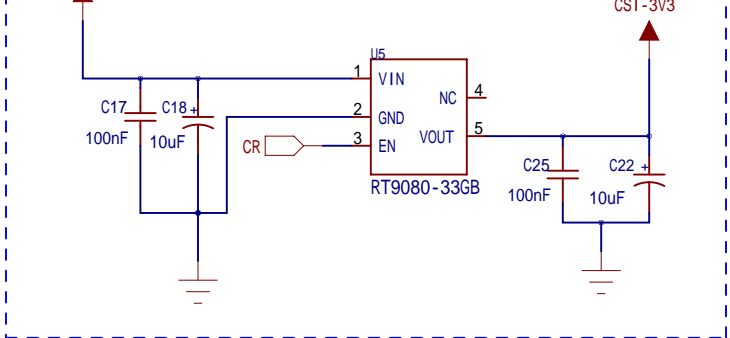 CST-3V3
U5
1
VIN
2
GND
3
EN
NC
4
VOUT
5
RT9080-33GB
C17
100nF
C18
+
10uF
CR
C25
100nF
C22
+
10uF